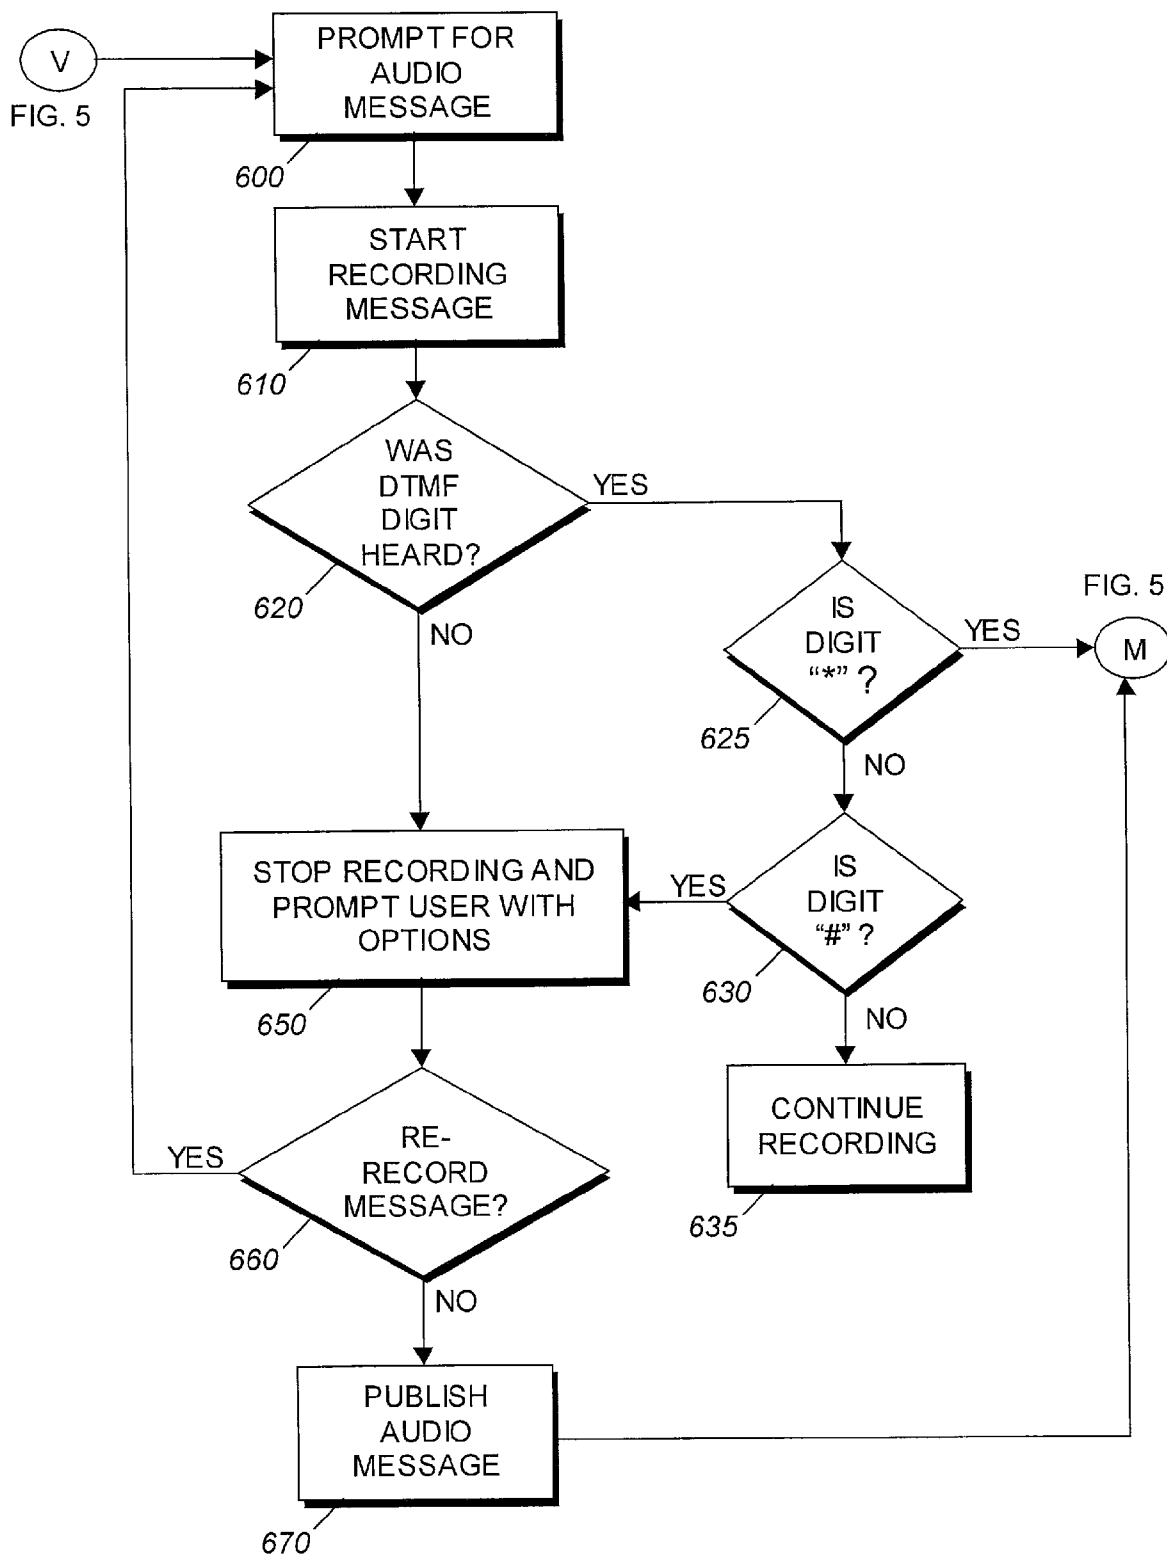 PROMPT FOR
AUDIO
MESSAGE
V
FIG. 5
600
START
RECORDING
MESSAGE
610
WAS
DTMF
DIGIT
HEARD?
YES
620
NO
IS
DIGIT
“*” ?
YES
FIG. 5
M
625
NO
IS
DIGIT
“#” ?
YES
630
NO
STOP RECORDING AND
PROMPT USER WITH
OPTIONS
650
CONTINUE
RECORDING
635
RE-
RECORD
MESSAGE?
YES
660
NO
PUBLISH
AUDIO
MESSAGE
670